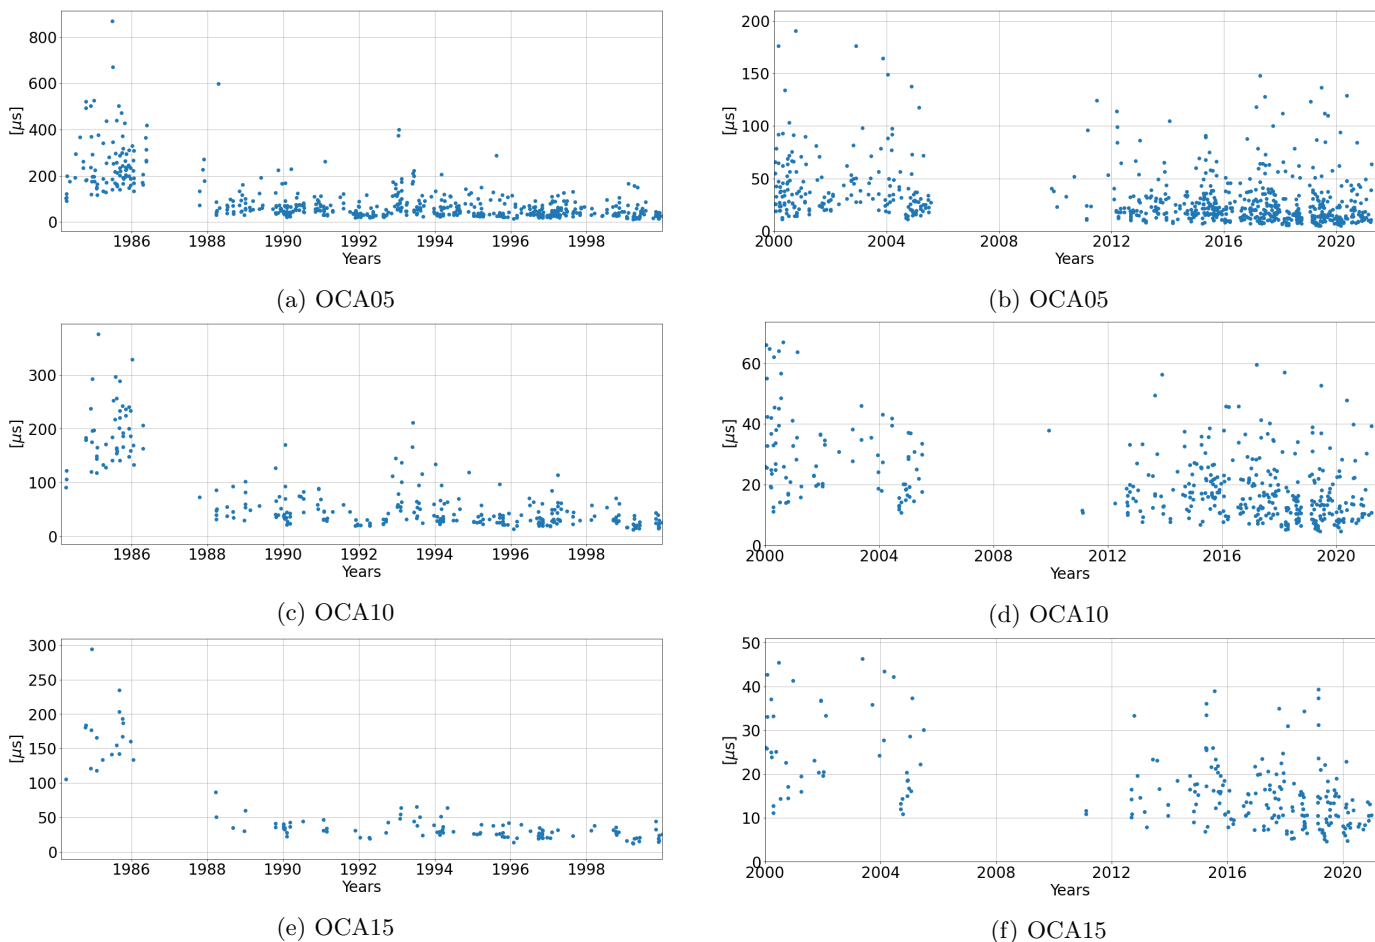 800
600
400
200
0
[μs]
1986 1988 1990 1992 1994 1996 1998
Years
(a) OCA05
200
150
100
50
0
[μs]
2000 2004 2008 2012 2016 2020
Years
(b) OCA05
300
200
100
0
[μs]
1986 1988 1990 1992 1994 1996 1998
Years
(c) OCA10
60
40
20
0
[μs]
2000 2004 2008 2012 2016 2020
Years
(d) OCA10
300
250
200
150
100
50
0
[μs]
1986 1988 1990 1992 1994 1996 1998
Years
(e) OCA15
50
40
30
20
10
0
[μs]
2000 2004 2008 2012 2016 2020
Years
(f) OCA15